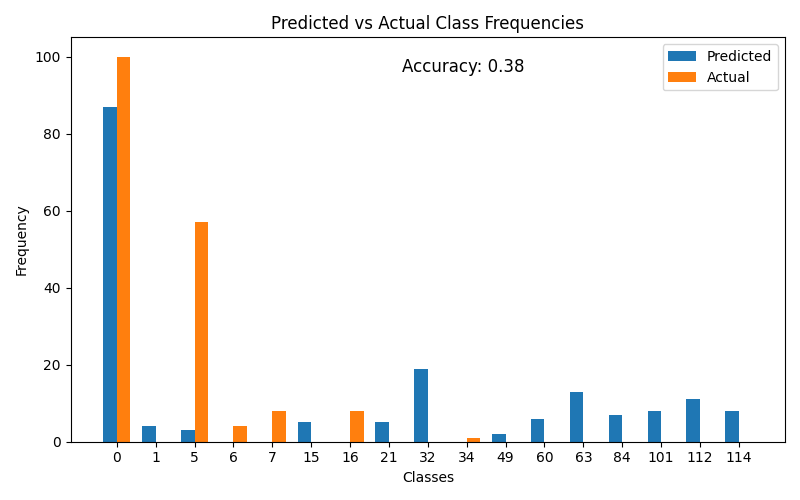 Predicted vs Actual Class Frequencies
Accuracy: 0.38
Predicted
Actual
100
80
60
40
20
0
Frequency
0 1 5 6 7 15 16 21 32 34 49 60 63 84 101 112 114
Classes